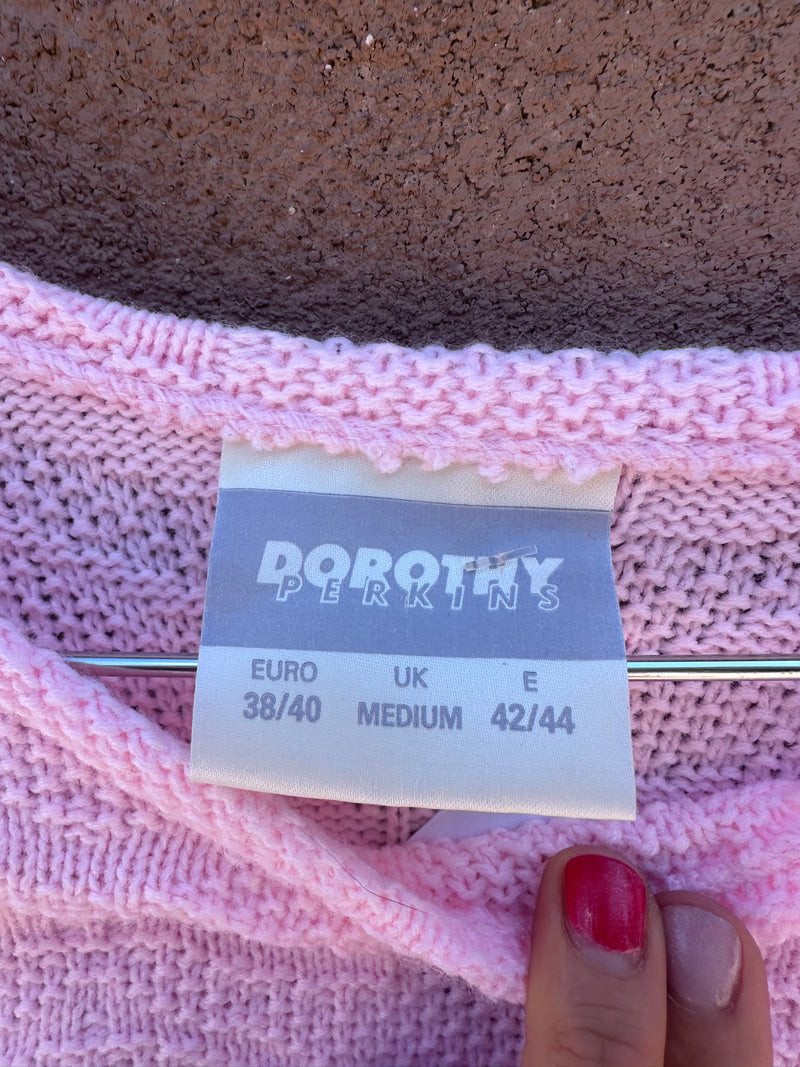 DOROTHY
PERKINS
EURO UK E
38/40 MEDIUM 42/44